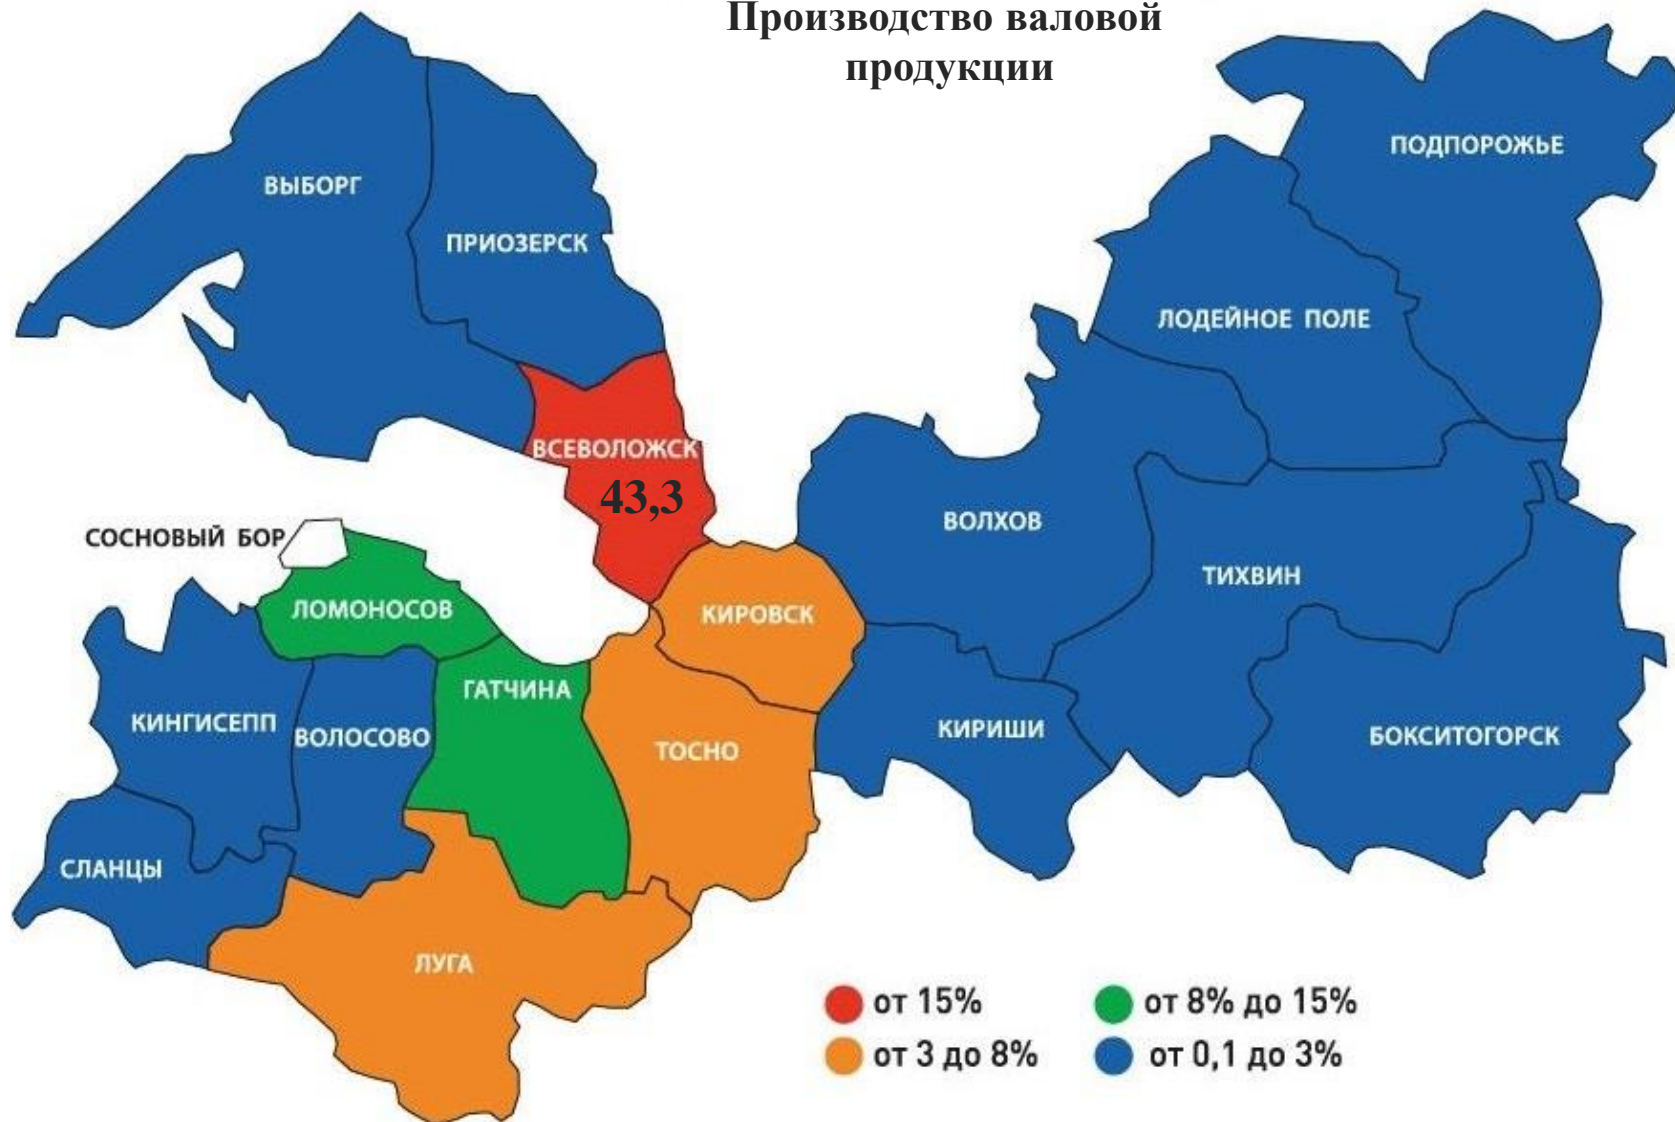 Производство валовой
продукции
ПОДПОРОЖЬЕ
ВЫБОРГ
ПРИОЗЕРСК
ЛОДЕЙНОЕ ПОЛЕ
ВСЕВОЛОЖСК
43,3
ВОЛХОВ
СОСНОВЫЙ БОР
ТИХВИН
ЛОМОНОСОВ
КИРОВСК
ГАТЧИНА
КИНГИСЕПП
ВОЛОСОВО
ТОСНО
КИРИШИ
БОКСИТОГОРСК
СЛАНЦЫ
ЛУГА
от 15%
от 8% до 15%
от 3 до 8%
от 0,1 до 3%